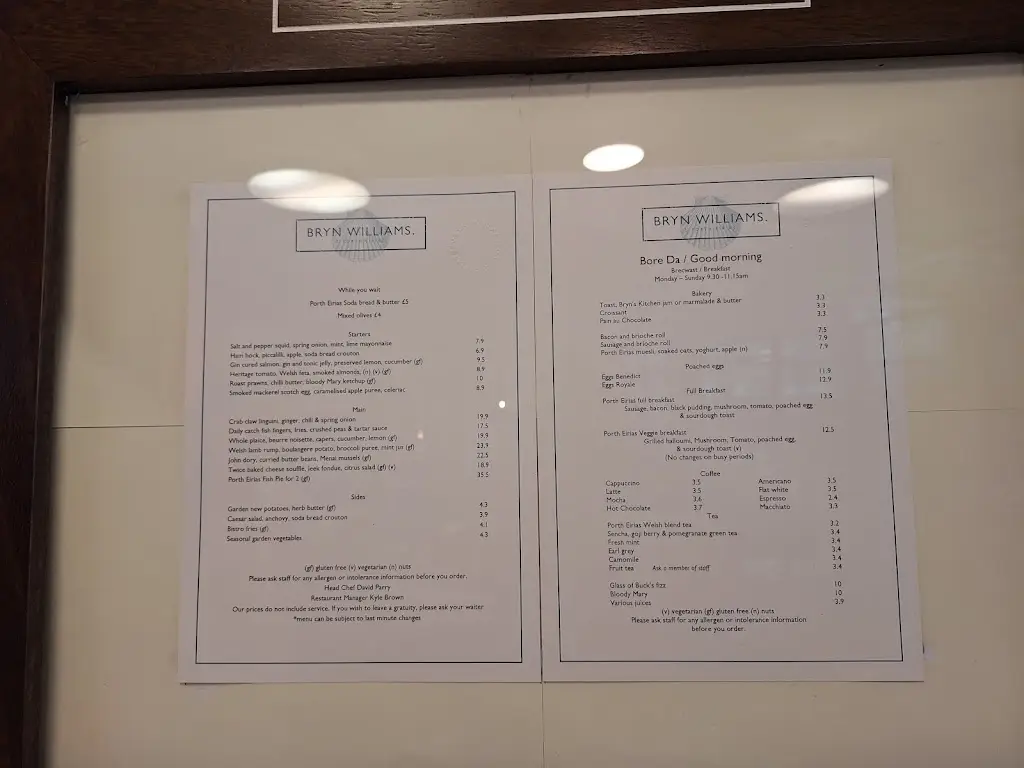 BRYN WILLIAMS.
While you wait
Porth Eirias Soda bread & butter £5
Mixed olives £4
Starters
Salt and pepper squid, spring onion, mint, lime mayonnaise 7.9
Ham hock, piccalilli, apple, soda bread crouton 6.9
Gin cured salmon, gin and tonic jelly, preserved lemon, cucumber (gf) 9.5
Heritage tomato, Welsh feta, smoked almonds, (n) (v) (gf) 8.9
Roast prawns, chilli butter, bloody Mary ketchup (gf) 10
Smoked mackerel scotch egg, caramelised apple puree, celeriac 8.9
Main
Crab claw linguini, ginger, chilli & spring onion 19.9
Daily catch fish fingers, fries, crushed peas & tartar sauce 17.5
Whole plaice, beurre noisette, capers, cucumber, lemon (gf) 19.9
Welsh lamb rump, boulangere potato, broccoli puree, mint jus (gf) 23.9
John dory, curried butter beans, Menai mussels (gf) 22.5
Twice baked cheese souffle, leek fondue, citrus salad (gf) (v) 18.9
Porth Eirias Fish Pie for 2 (gf) 35.5
Sides
Garden new potatoes, herb butter (gf) 4.3
Caesar salad, anchovy, soda bread crouton 3.9
Bistro fries (gf) 4.1
Seasonal garden vegetables 4.3
(gf) gluten free (v) vegetarian (n) nuts
Please ask staff for any allergen or intolerance information before you order.
Head Chef David Parry
Restaurant Manager Kyle Brown
Our prices do not include service. If you wish to leave a gratuity, please ask your waiter
*menu can be subject to last minute changes
BRYN WILLIAMS.
Bore Da / Good morning
Brecwast / Breakfast
Monday – Sunday 9:30 -11.15am
Bakery
Toast, Bryn's Kitchen jam or marmalade & butter 3.3
Croissant 3.3
Pain au Chocolate 3.3
Bacon and brioche roll 7.5
Sausage and brioche roll 7.9
Porth Eirias muesli, soaked oats, yoghurt, apple (n) 7.9
Poached eggs
Eggs Benedict 11.9
Eggs Royale 12.9
Full Breakfast
Porth Eirias full breakfast 13.5
Sausage, bacon, black pudding, mushroom, tomato, poached egg
& sourdough toast
Porth Eirias Veggie breakfast 12.5
Grilled halloumi, Mushroom, Tomato, poached egg,
& sourdough toast (v)
(No changes on busy periods)
Coffee
Cappuccino 3.5 Americano 3.5
Latte 3.5 Flat white 3.5
Mocha 3.6 Espresso 2.4
Hot Chocolate 3.7 Macchiato 3.3
Tea
Porth Eirias Welsh blend tea 3.2
Sencha, goji berry & pomegranate green tea 3.4
Fresh mint 3.4
Earl grey 3.4
Camomile 3.4
Fruit tea Ask a member of staff 3.4
Glass of Buck's fizz 10
Bloody Mary 10
Various juices 3.9
(v) vegetarian (gf) gluten free (n) nuts
Please ask staff for any allergen or intolerance information
before you order.